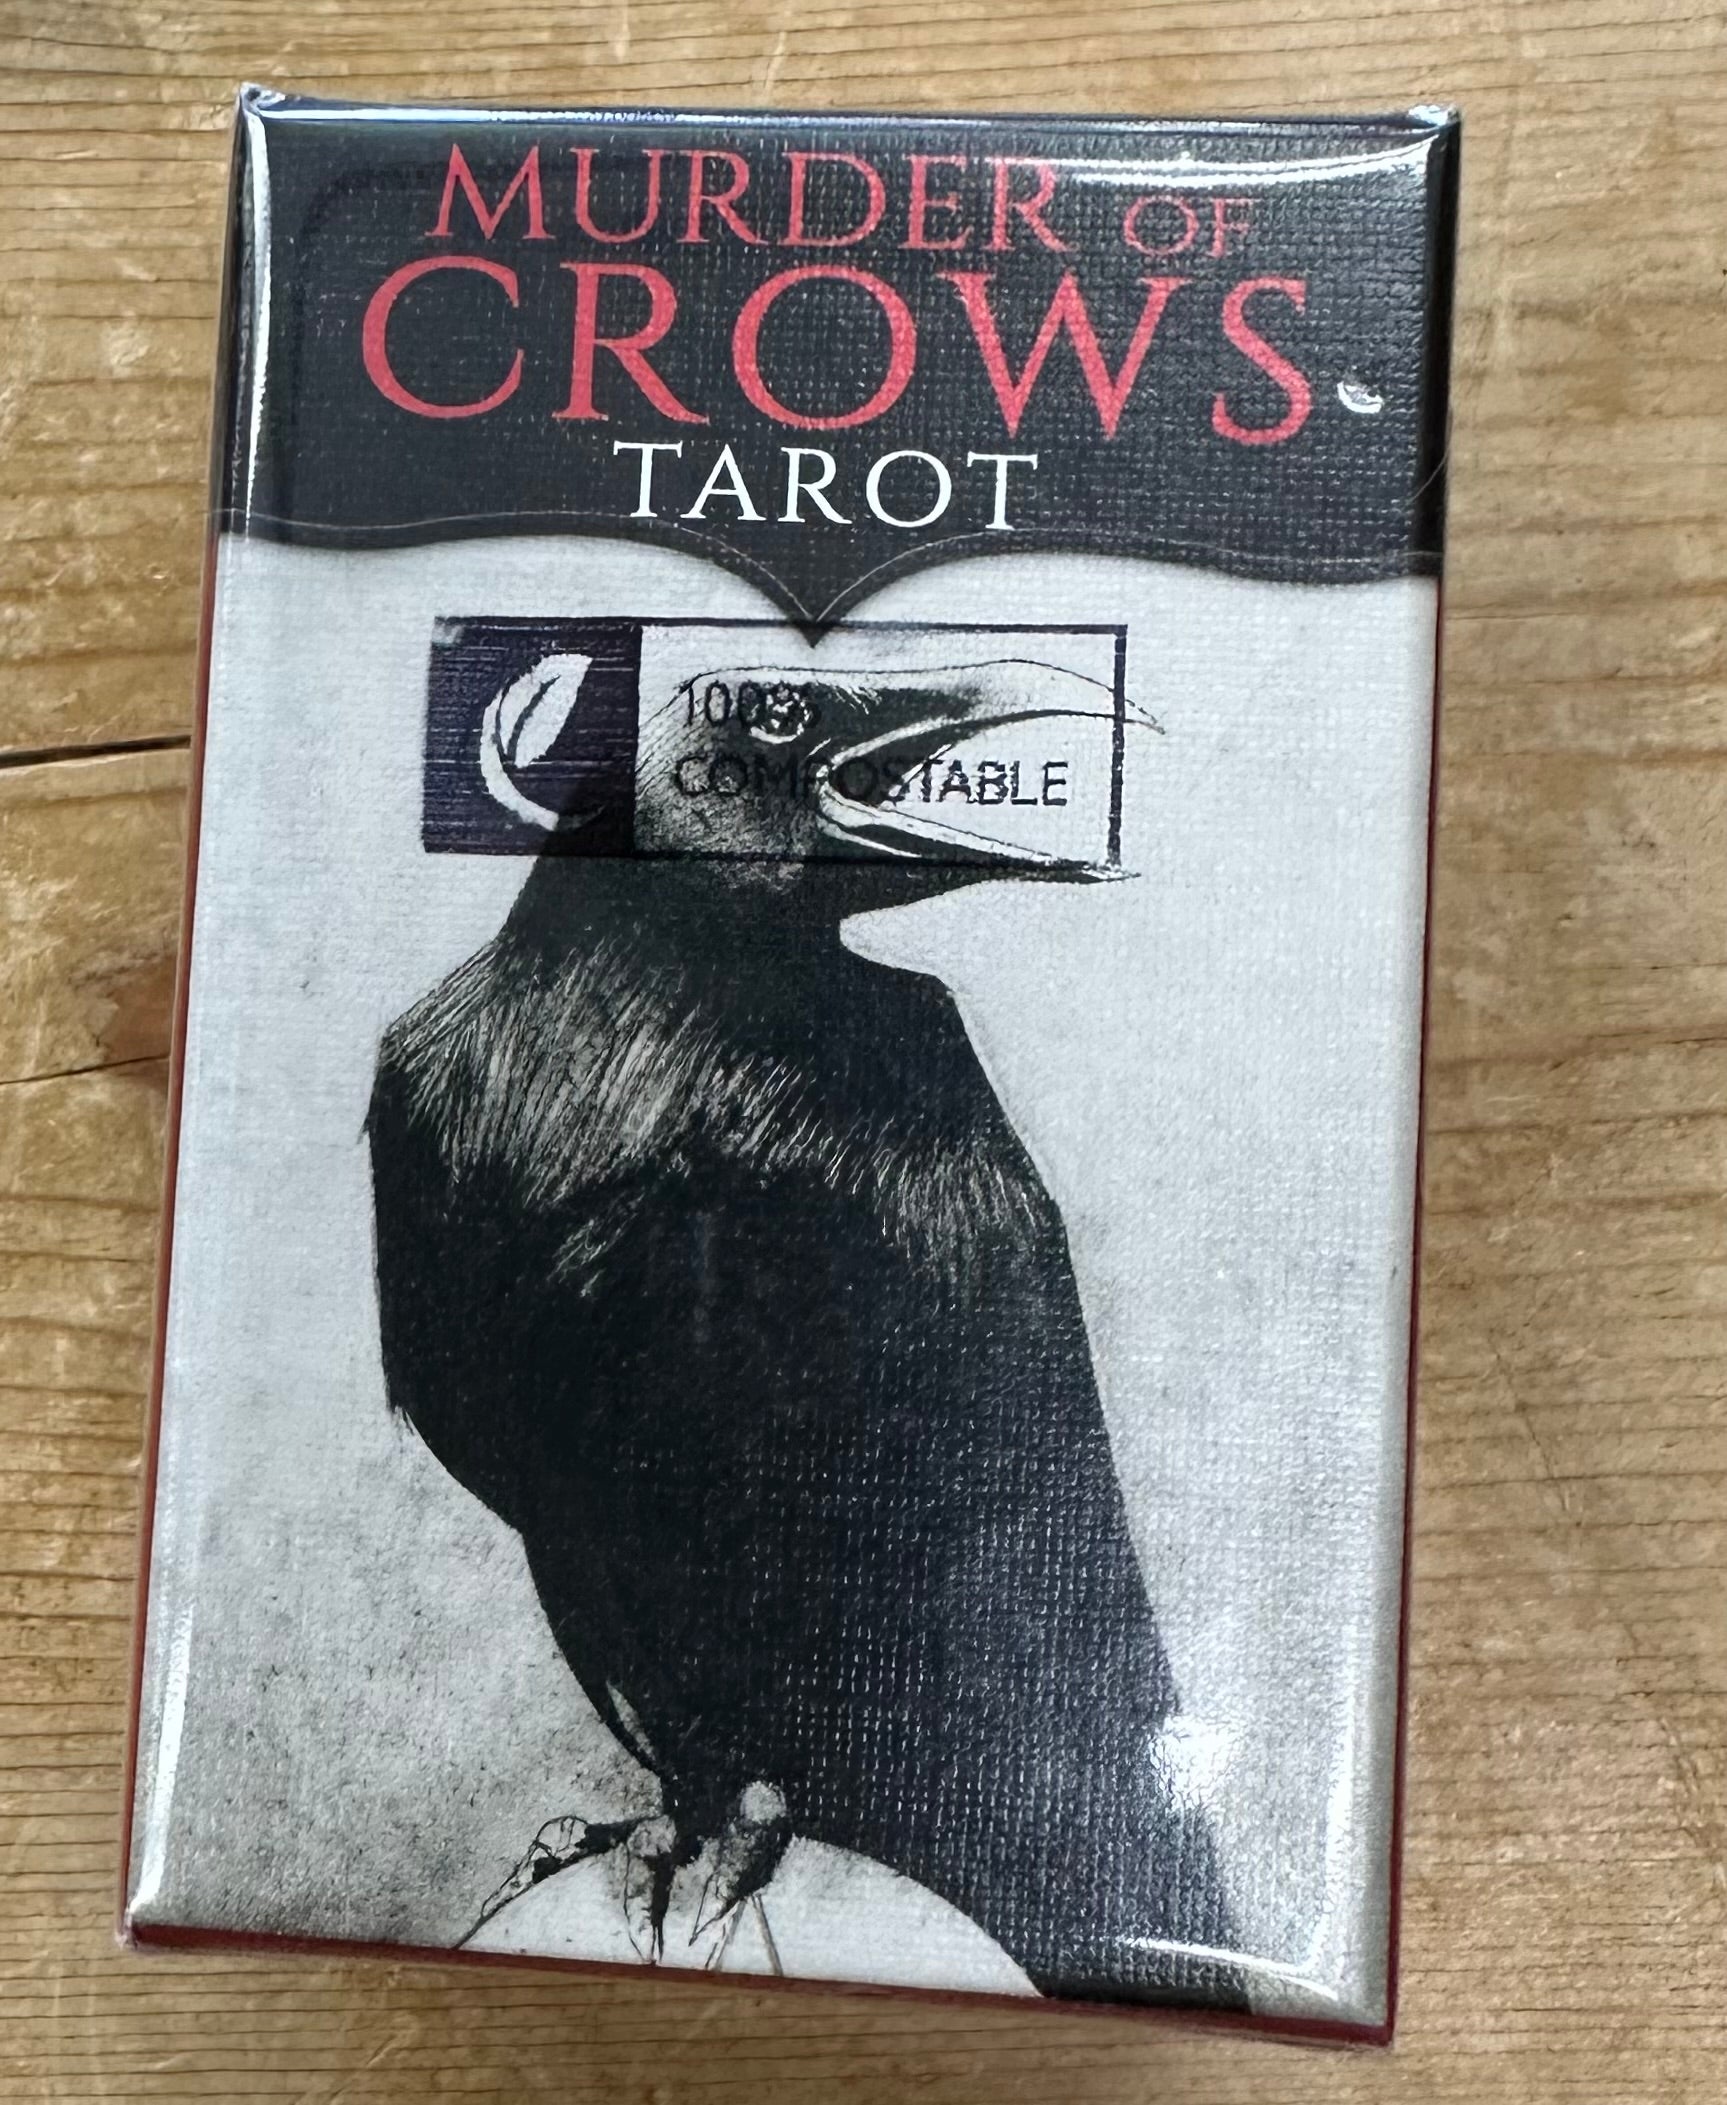 MURDER OF
CROWS
TAROT
100%
COMPOSTABLE